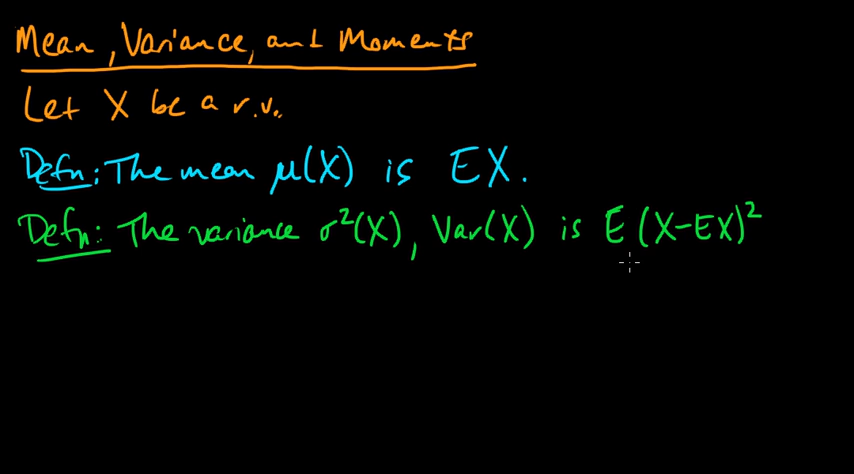 Mean, Variance, and Moments
Let X be a r.v..
Defn: The mean μ(X) is EX.
Defn: The variance σ²(X), Var(X) is E(X-EX)²